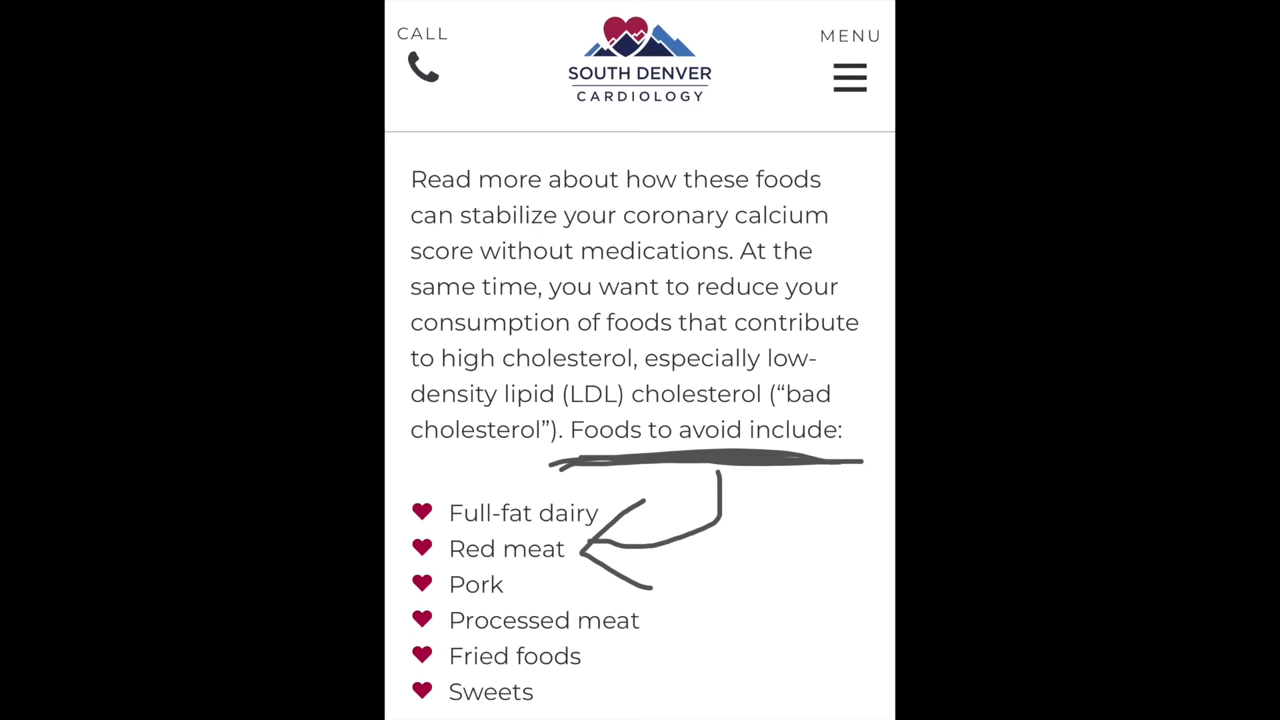 CALL
MENU
SOUTH DENVER
CARDIOLOGY
Read more about how these foods
can stabilize your coronary calcium
score without medications. At the
same time, you want to reduce your
consumption of foods that contribute
to high cholesterol, especially low-
density lipid (LDL) cholesterol (“bad
cholesterol”). Foods to avoid include:
Full-fat dairy
Red meat
Pork
Processed meat
Fried foods
Sweets